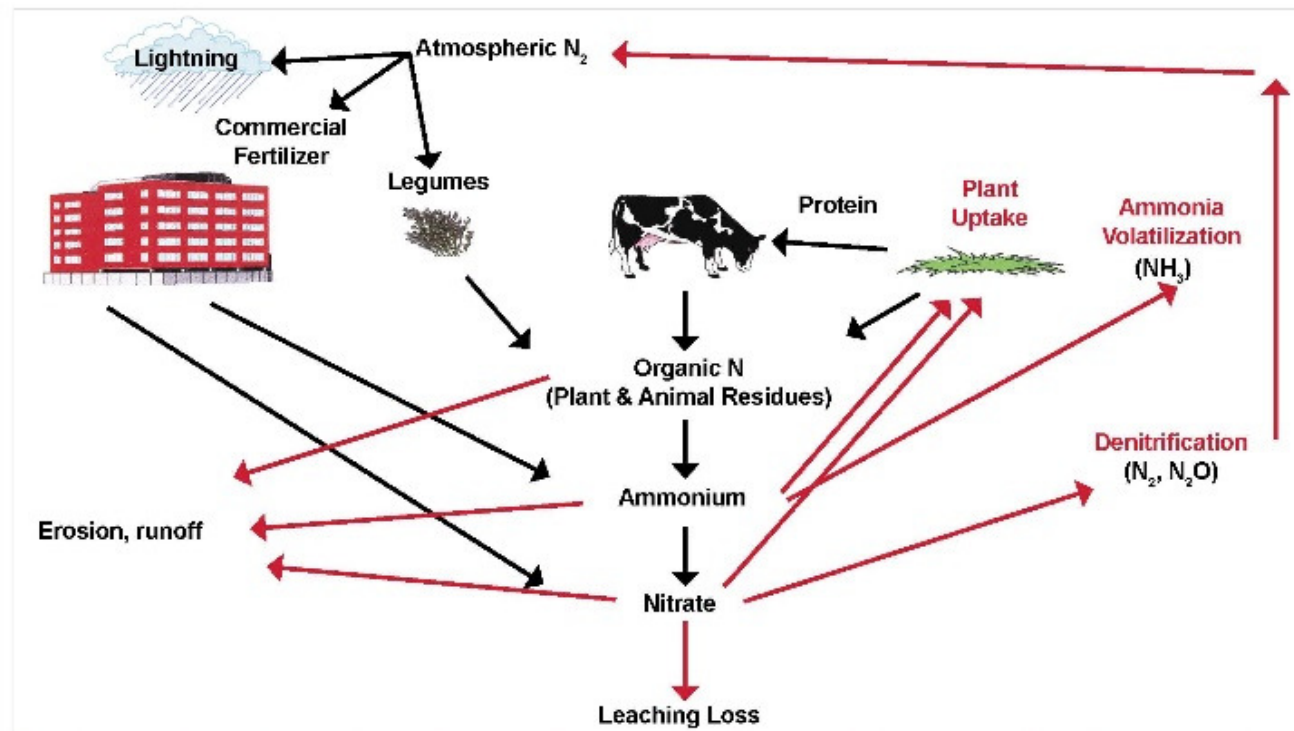 Lightning
Atmospheric N₂
Commercial
Fertilizer
Legumes
Protein
Plant
Uptake
Ammonia
Volatilization
(NH₃)
Organic N
(Plant & Animal Residues)
Denitrification
(N₂, N₂O)
Ammonium
Erosion, runoff
Nitrate
Leaching Loss